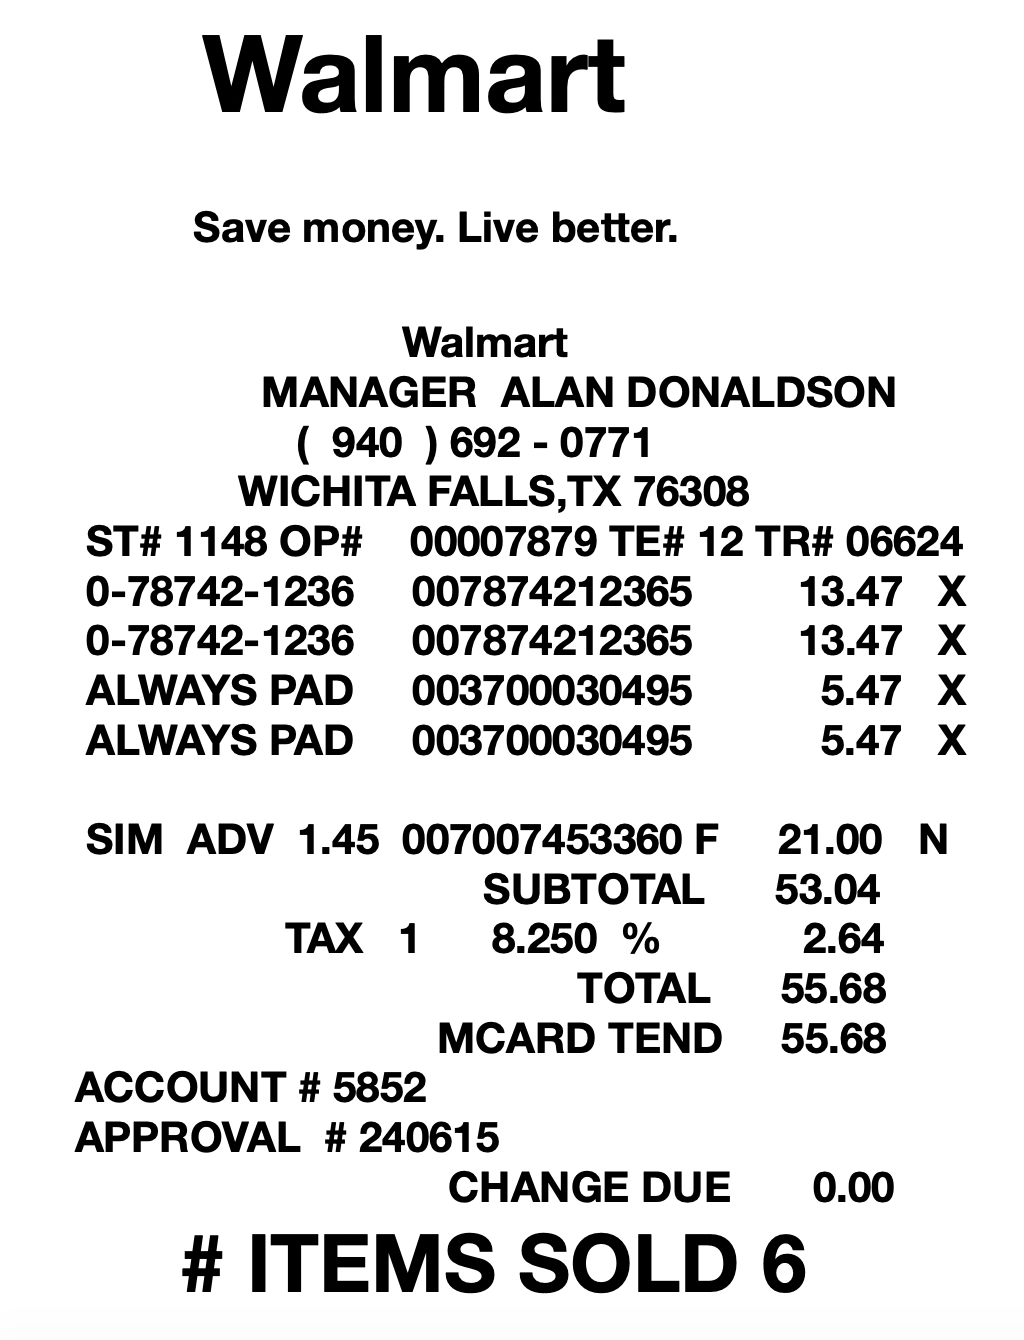 Walmart
Save money. Live better.
Walmart
MANAGER ALAN DONALDSON
( 940 ) 692 - 0771
WICHITA FALLS,TX 76308
ST# 1148 OP# 00007879 TE# 12 TR# 06624
0-78742-1236 007874212365 13.47 X
0-78742-1236 007874212365 13.47 X
ALWAYS PAD 003700030495 5.47 X
ALWAYS PAD 003700030495 5.47 X
SIM ADV 1.45 007007453360 F 21.00 N
SUBTOTAL 53.04
TAX 1 8.250 % 2.64
TOTAL 55.68
MCARD TEND 55.68
ACCOUNT # 5852
APPROVAL # 240615
CHANGE DUE 0.00
# ITEMS SOLD 6